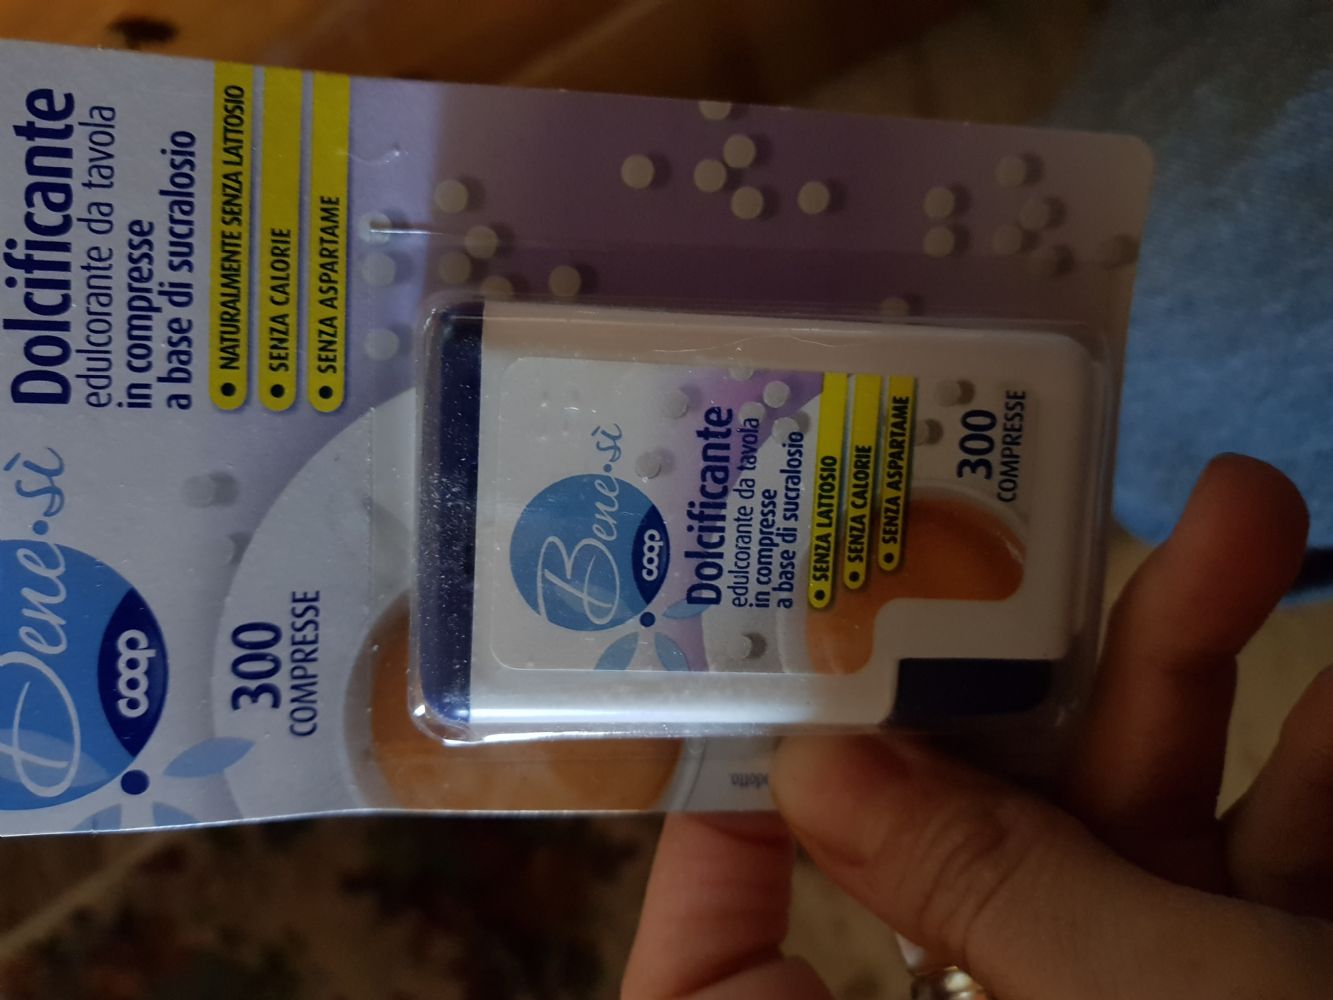 Bene·sì
coop
Dolcificante
edulcorante da tavola
in compresse
a base di sucralosio
• NATURALMENTE SENZA LATTOSIO
• SENZA CALORIE
• SENZA ASPARTAME
300
COMPRESSE
Bene·sì
coop
Dolcificante
edulcorante da tavola
in compresse
a base di sucralosio
• SENZA LATTOSIO
• SENZA CALORIE
• SENZA ASPARTAME
300
COMPRESSE